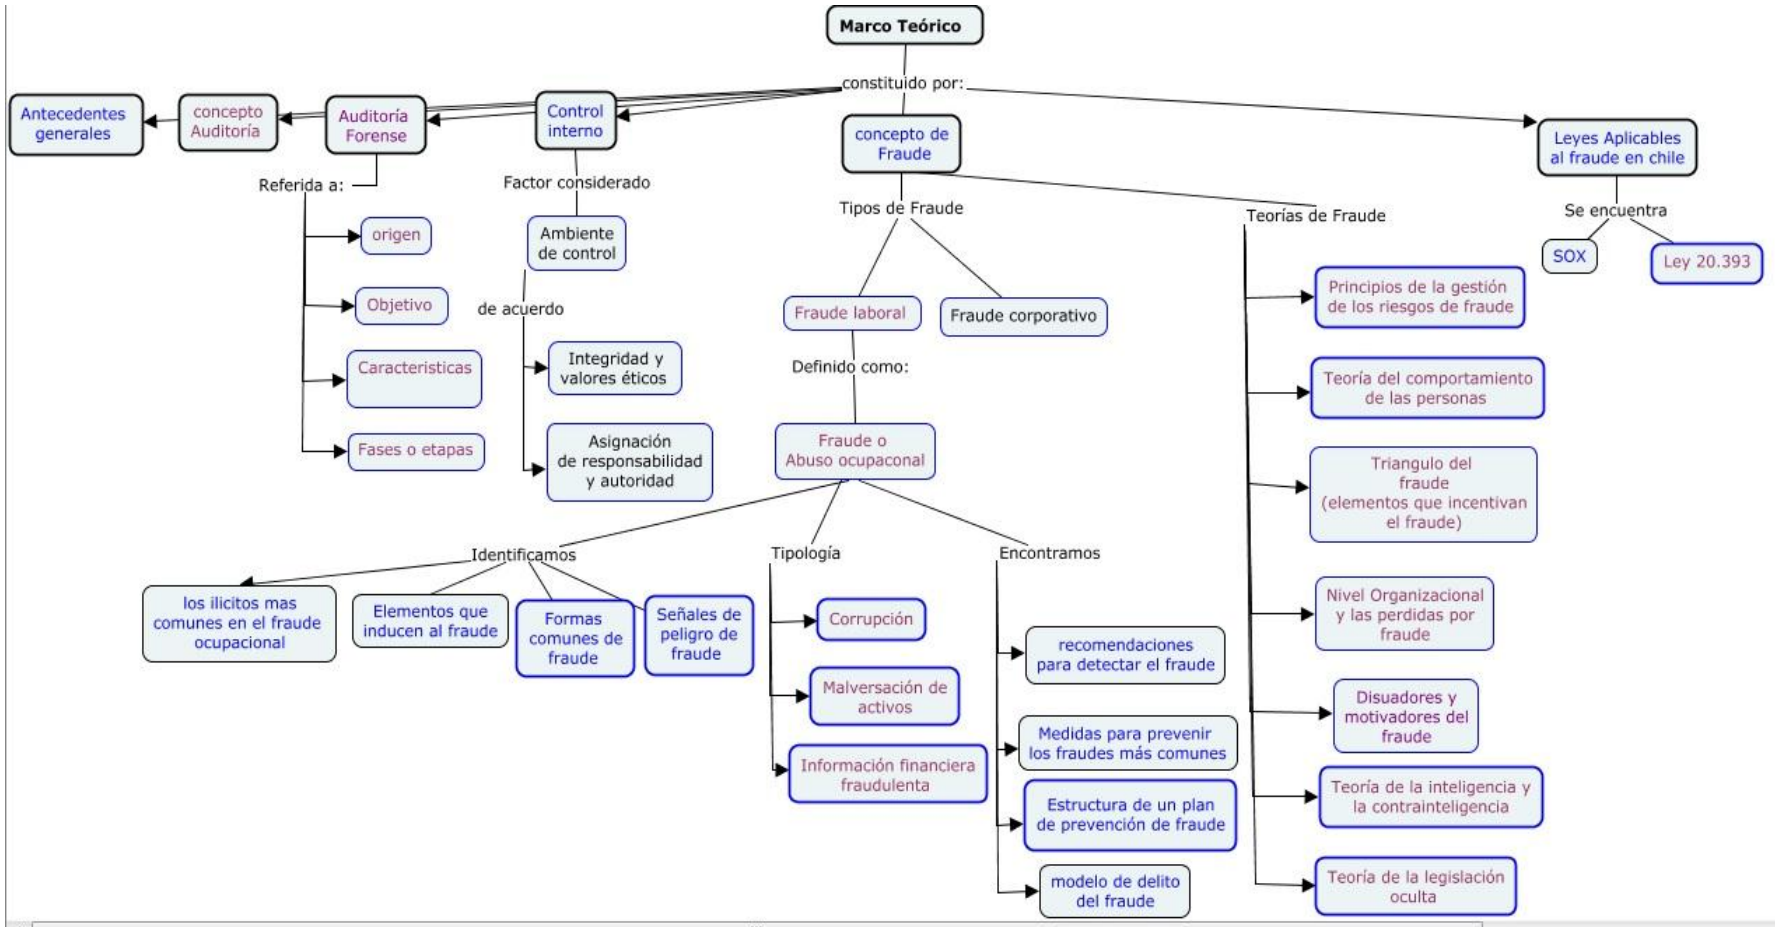 Marco Teórico
constituido por:
Antecedentes
generales
concepto
Auditoría
Auditoría
Forense
Control
interno
concepto de
Fraude
Leyes Aplicables
al fraude en chile
Referida a:
origen
Objetivo
Caracteristicas
Fases o etapas
Factor considerado
Ambiente
de control
de acuerdo
Integridad y
valores éticos
Asignación
de responsabilidad
y autoridad
Tipos de Fraude
Fraude laboral
Fraude corporativo
Definido como:
Fraude o
Abuso ocupaconal
Identificamos
los ilicitos mas
comunes en el fraude
ocupacional
Elementos que
inducen al fraude
Formas
comunes de
fraude
Señales de
peligro de
fraude
Tipología
Corrupción
Malversación de
activos
Información financiera
fraudulenta
Encontramos
recomendaciones
para detectar el fraude
Medidas para prevenir
los fraudes más comunes
Estructura de un plan
de prevención de fraude
modelo de delito
del fraude
Teorías de Fraude
Principios de la gestión
de los riesgos de fraude
Teoría del comportamiento
de las personas
Triangulo del
fraude
(elementos que incentivan
el fraude)
Nivel Organizacional
y las perdidas por
fraude
Disuadores y
motivadores del
fraude
Teoría de la inteligencia y
la contrainteligencia
Teoría de la legislación
oculta
Se encuentra
SOX
Ley 20.393